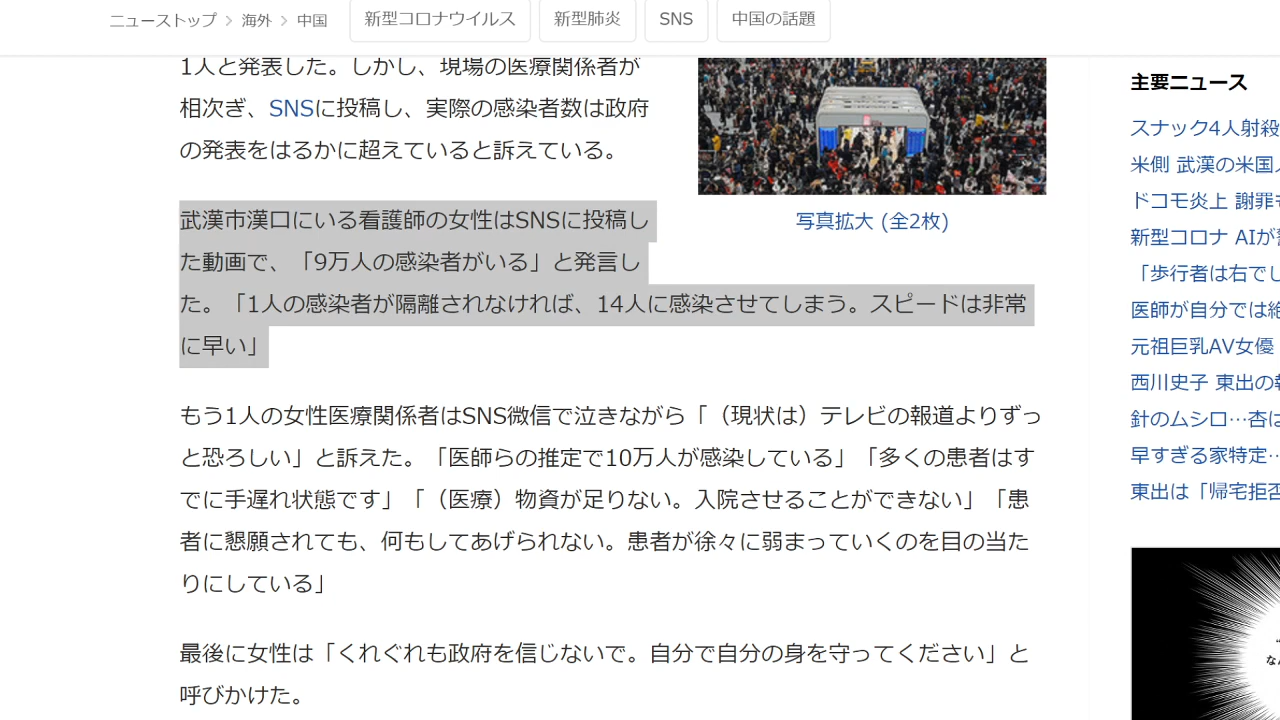 ニューストップ > 海外 > 中国
新型コロナウイルス
新型肺炎
SNS
中国の話題
1人と発表した。しかし、現場の医療関係者が
相次ぎ、SNSに投稿し、実際の感染者数は政府
の発表をはるかに超えていると訴えている。
写真拡大 (全2枚)
武漢市漢口にいる看護師の女性はSNSに投稿し
た動画で、「9万人の感染者がいる」と発言し
た。「1人の感染者が隔離されなければ、14人に感染させてしまう。スピードは非常
に早い」
もう1人の女性医療関係者はSNS微信で泣きながら「（現状は）テレビの報道よりずっ
と恐ろしい」と訴えた。「医師らの推定で10万人が感染している」「多くの患者はす
でに手遅れ状態です」「（医療）物資が足りない。入院させることができない」「患
者に懇願されても、何もしてあげられない。患者が徐々に弱まっていくのを目の当た
りにしている」
最後に女性は「くれぐれも政府を信じないで。自分で自分の身を守ってください」と
呼びかけた。
主要ニュース
スナック4人射殺
米側 武漢の米国
ドコモ炎上 謝罪
新型コロナ AIが
「歩行者は右でし
医師が自分では
元祖巨乳AV女優
西川史子 東出の
針のムシロ…杏は
早すぎる家特定…
東出は「帰宅拒否